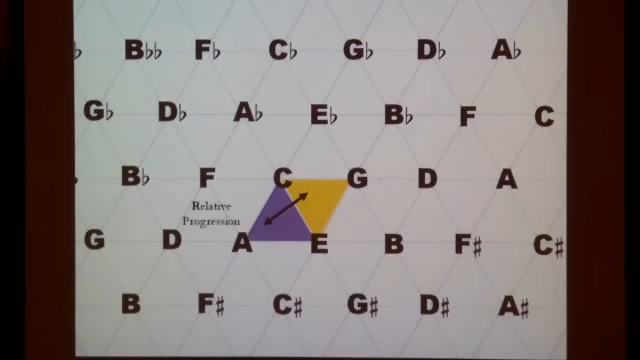 B♭♭ F♭ C♭ G♭ D♭ A♭
G♭ D♭ A♭ E♭ B♭ F C
B♭ F C G D A
Relative
Progression
G D A E B F♯ C♯
B F♯ C♯ G♯ D♯ A♯